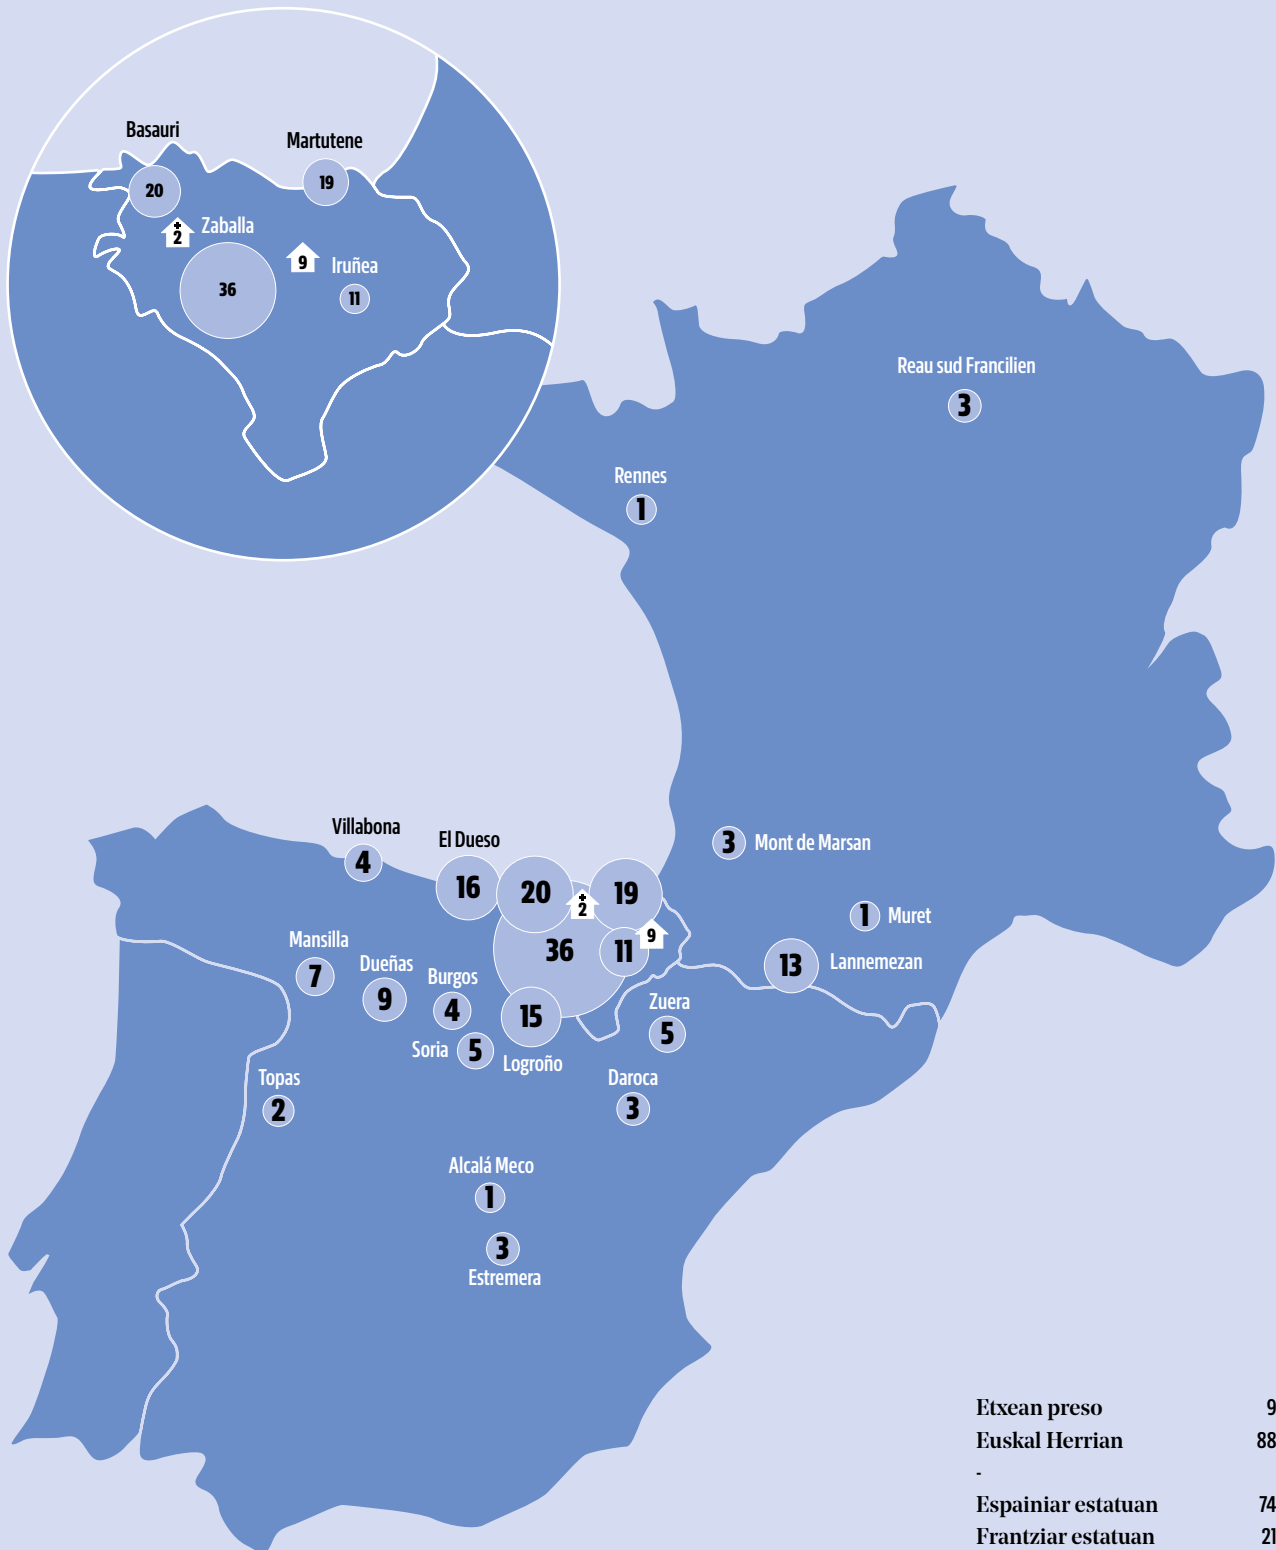 Basauri
20
Martutene
19
2
Zaballa
36
9
Iruñea
11
Reau sud Francilien
3
Rennes
1
Villabona
4
El Dueso
16
20
2
19
36
11
9
3 Mont de Marsan
1 Muret
13 Lannemezan
Mansilla
7
Dueñas
9
Burgos
4
Soria 5
15
Logroño
Zuera
5
Daroca
3
Topas
2
Alcalá Meco
1
3
Estremera
Etxean preso 9
Euskal Herrian 88
-
Espainiar estatuan 74
Frantziar estatuan 21